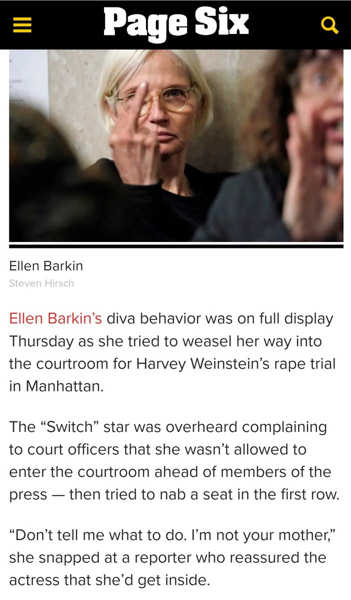 Page Six
Ellen Barkin
Steven Hirsch
Ellen Barkin’s diva behavior was on full display
Thursday as she tried to weasel her way into
the courtroom for Harvey Weinstein’s rape trial
in Manhattan.
The “Switch” star was overheard complaining
to court officers that she wasn’t allowed to
enter the courtroom ahead of members of the
press — then tried to nab a seat in the first row.
“Don’t tell me what to do. I’m not your mother,”
she snapped at a reporter who reassured the
actress that she’d get inside.